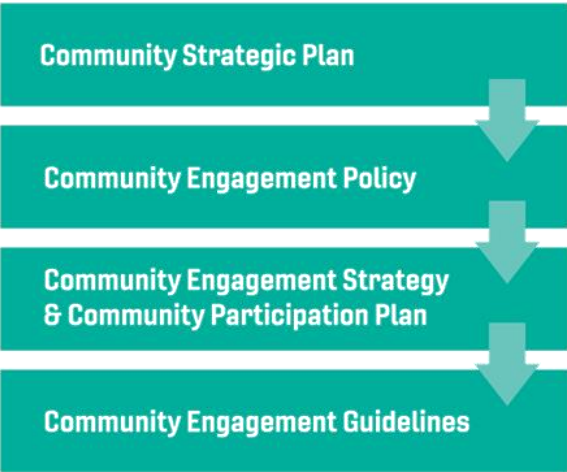 Community Strategic Plan
Community Engagement Policy
Community Engagement Strategy
& Community Participation Plan
Community Engagement Guidelines